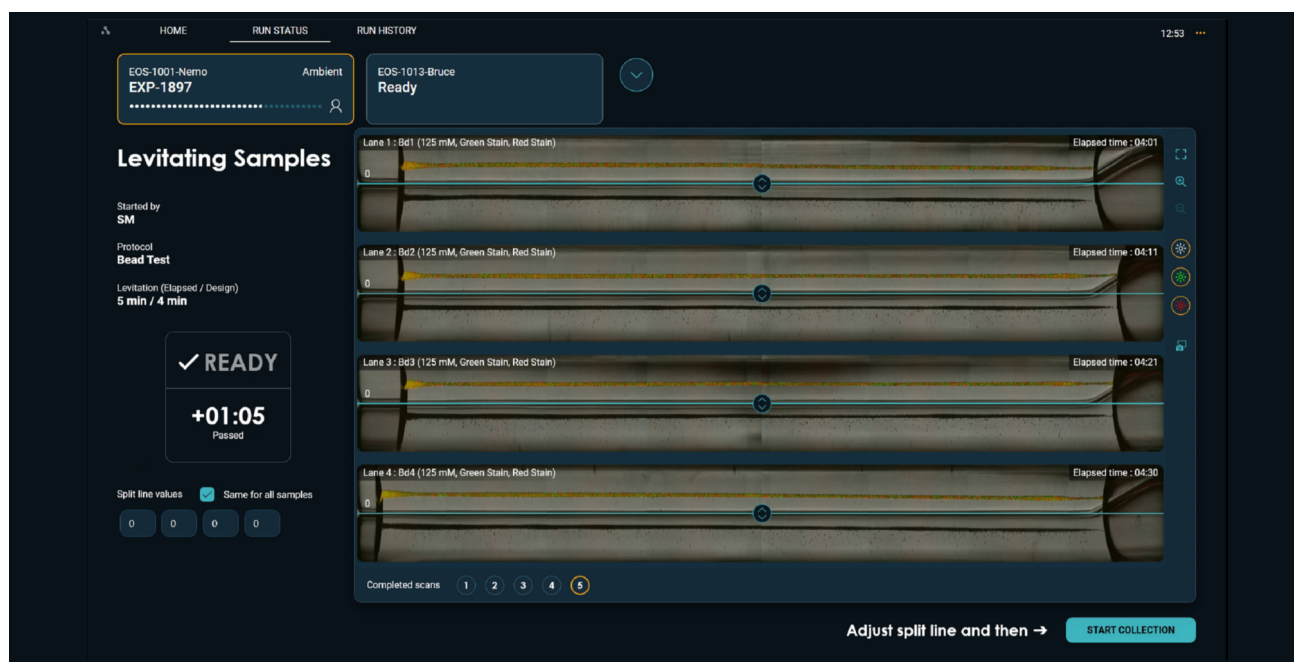 HOME RUN STATUS RUN HISTORY 12:53
EOS-1001-Nemo Ambient
EXP-1897
EOS-1013-Bruce
Ready
Levitating Samples
Started by
SM
Protocol
Bead Test
Levitation (Elapsed / Design)
5 min / 4 min
READY
+01:05
Passed
Split line values Same for all samples
0 0 0 0
Lane 1 : Bd1 (125 mM, Green Stain, Red Stain) Elapsed time : 04:01
0
Lane 2 : Bd2 (125 mM, Green Stain, Red Stain) Elapsed time : 04:11
0
Lane 3 : Bd3 (125 mM, Green Stain, Red Stain) Elapsed time : 04:21
0
Lane 4 : Bd4 (125 mM, Green Stain, Red Stain) Elapsed time : 04:30
0
Completed scans 1 2 3 4 5
Adjust split line and then → START COLLECTION